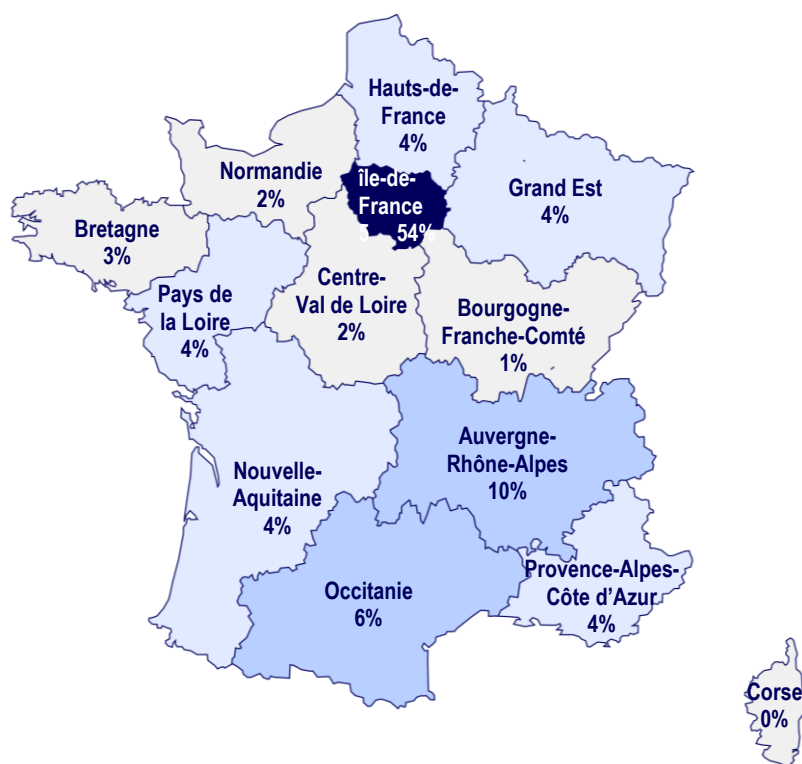 Hauts-de-
France
4%
Normandie
2%
île-de-
France
5 54%
Grand Est
4%
Bretagne
3%
Pays de
la Loire
4%
Centre-
Val de Loire
2%
Bourgogne-
Franche-Comté
1%
Auvergne-
Rhône-Alpes
10%
Nouvelle-
Aquitaine
4%
Occitanie
6%
Provence-Alpes-
Côte d’Azur
4%
Corse
0%